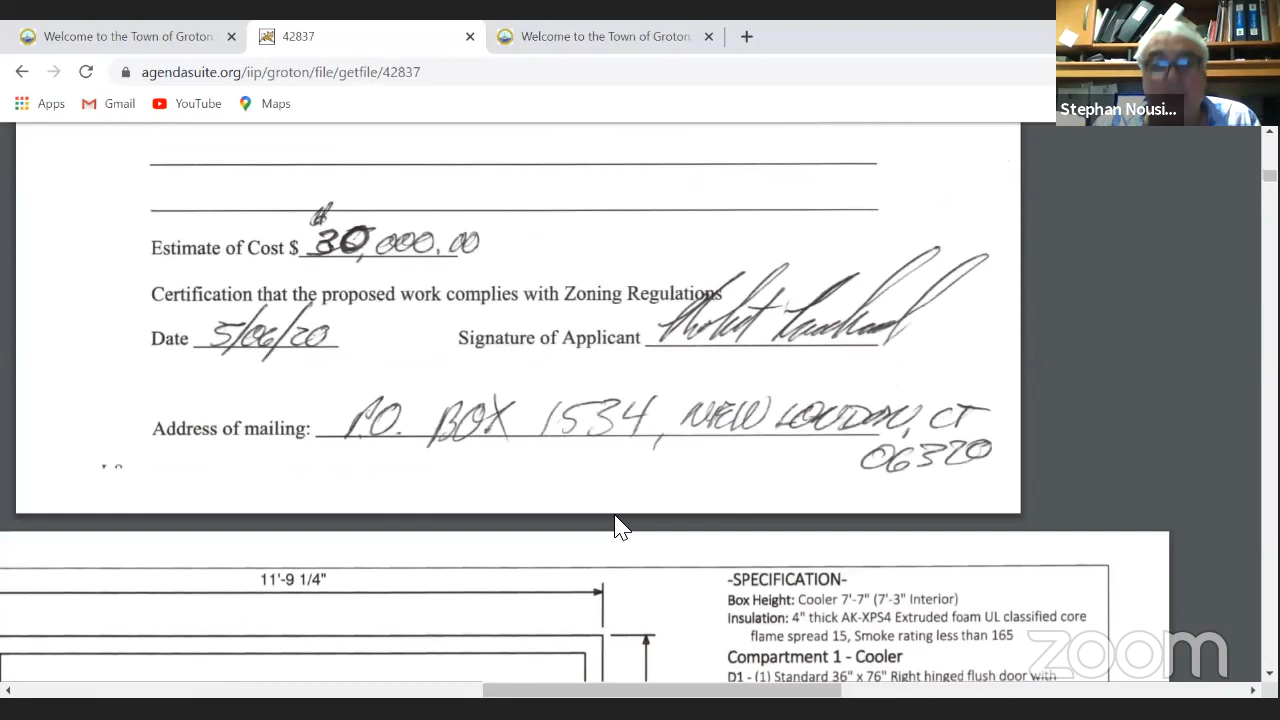 Welcome to the Town of Groton,
42837
Welcome to the Town of Groton,
agendasuite.org/iip/groton/file/getfile/42837
Apps
Gmail
YouTube
Maps
Stephan Nousi...
Estimate of Cost $ 30,000.00
Certification that the proposed work complies with Zoning Regulations
Date 5/06/20
Signature of Applicant
Address of mailing: P.O. BOX 1534, NEW LONDON, CT
06320
11'-9 1/4"
-SPECIFICATION-
Box Height: Cooler 7'-7" (7'-3" Interior)
Insulation: 4" thick AK-XPS4 Extruded foam UL classified core
flame spread 15, Smoke rating less than 165
Compartment 1 - Cooler
D1 - (1) Standard 36" x 76" Right hinged flush door with
zoom